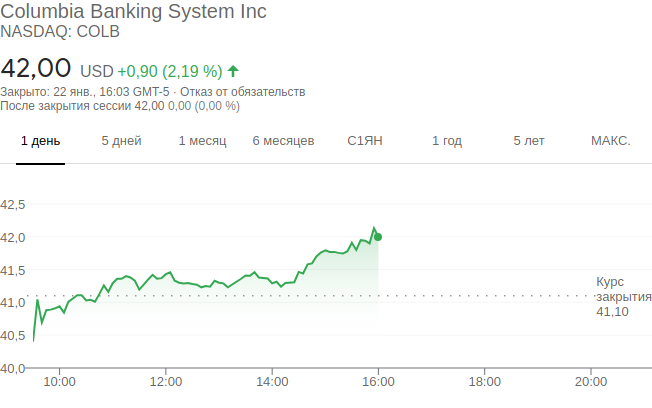 Columbia Banking System Inc
NASDAQ: COLB
42,00 USD +0,90 (2,19 %)
Закрыто: 22 янв., 16:03 GMT-5 · Отказ от обязательств
После закрытия сессии 42,00 0,00 (0,00 %)
1 день 5 дней 1 месяц 6 месяцев С1ЯН 1 год 5 лет МАКС.
42,5
42,0
41,5
Курс
41,0 закрытия
41,10
40,5
40,0
10:00 12:00 14:00 16:00 18:00 20:00